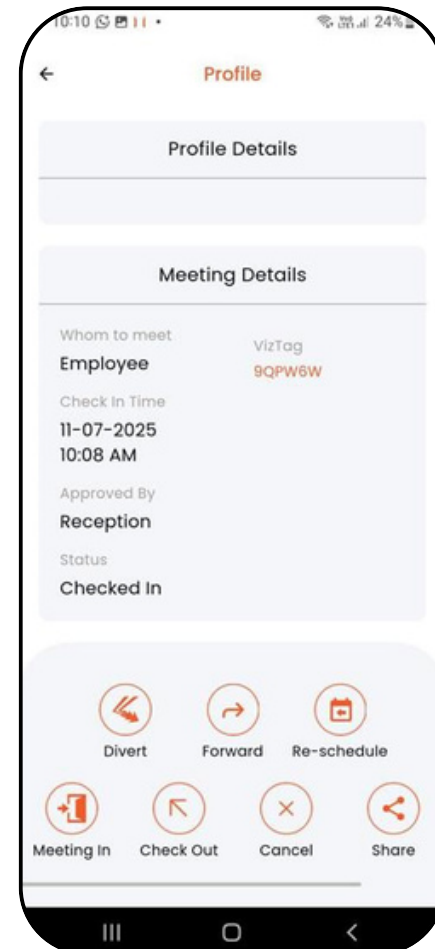 10:10
24%
Profile
Profile Details
Meeting Details
Whom to meet
Employee
VizTag
9QPW6W
Check In Time
11-07-2025
10:08 AM
Approved By
Reception
Status
Checked In
Divert Forward Re-schedule
Meeting In Check Out Cancel Share